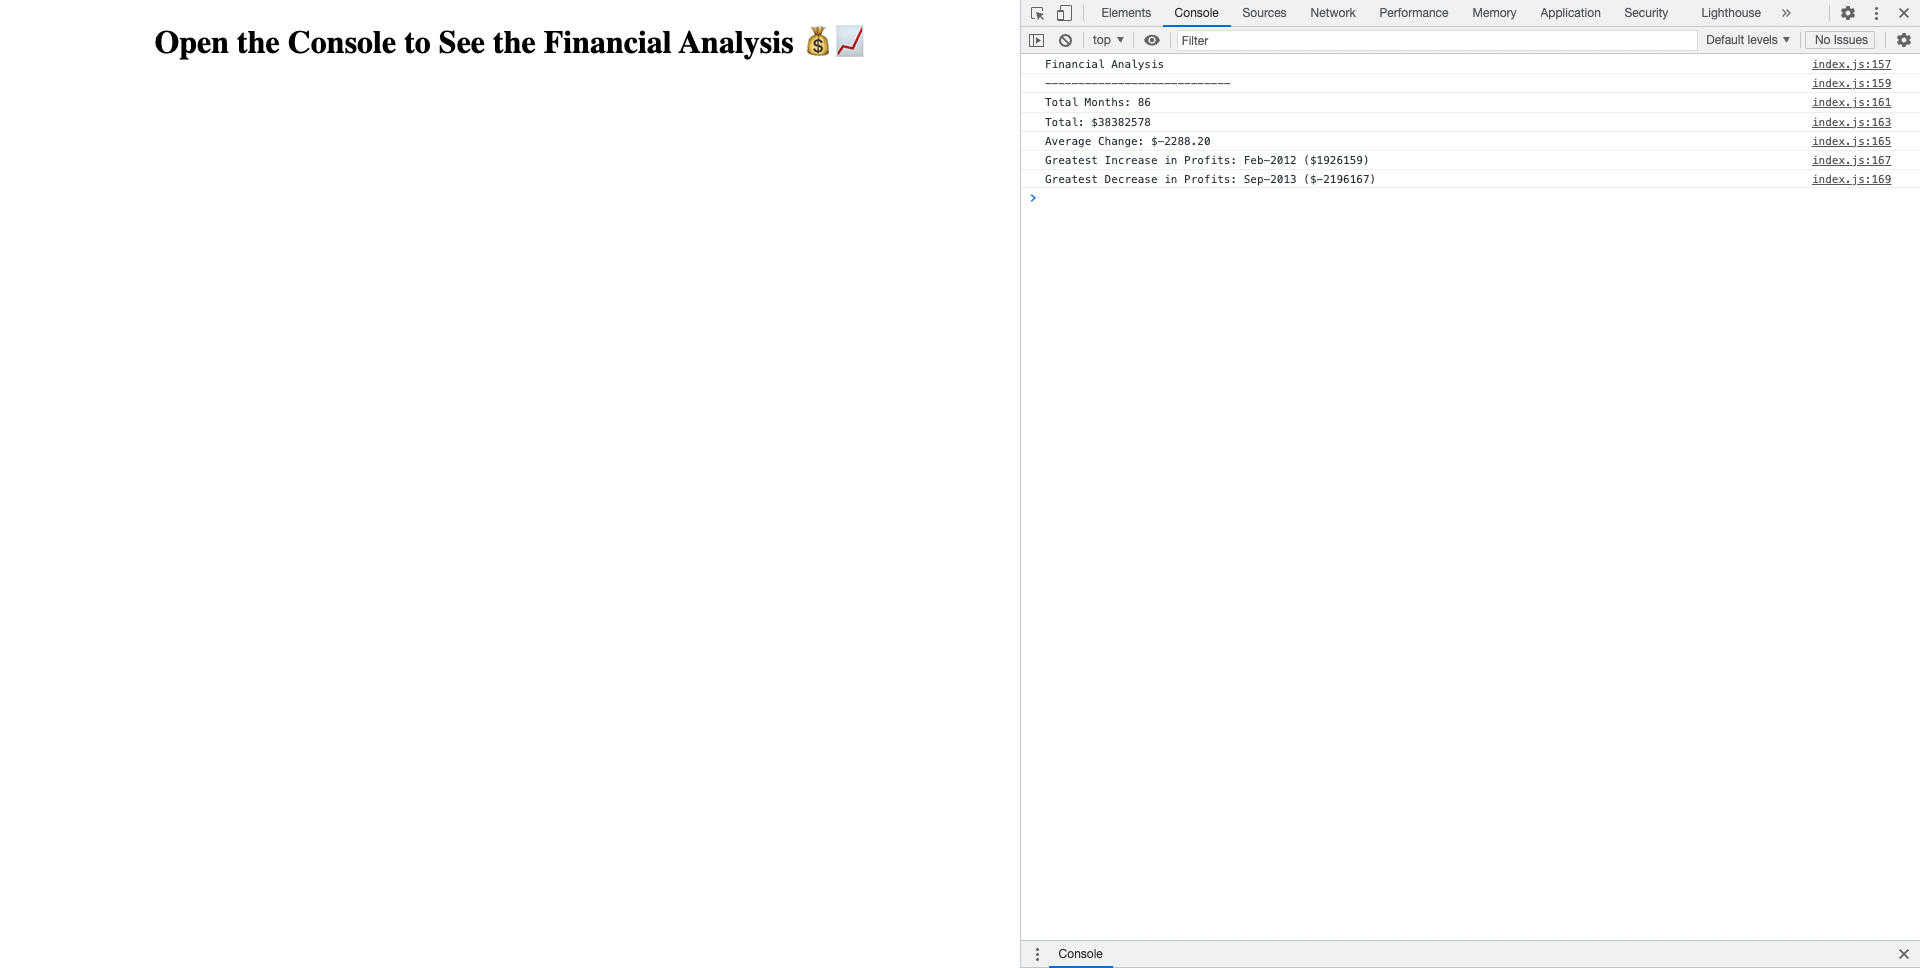 Open the Console to See the Financial Analysis 💰📈
Elements Console Sources Network Performance Memory Application Security Lighthouse »
top ▼ Filter Default levels ▼ No Issues
Financial Analysis index.js:157
---------------------------- index.js:159
Total Months: 86 index.js:161
Total: $38382578 index.js:163
Average Change: $-2288.20 index.js:165
Greatest Increase in Profits: Feb-2012 ($1926159) index.js:167
Greatest Decrease in Profits: Sep-2013 ($-2196167) index.js:169
>
Console